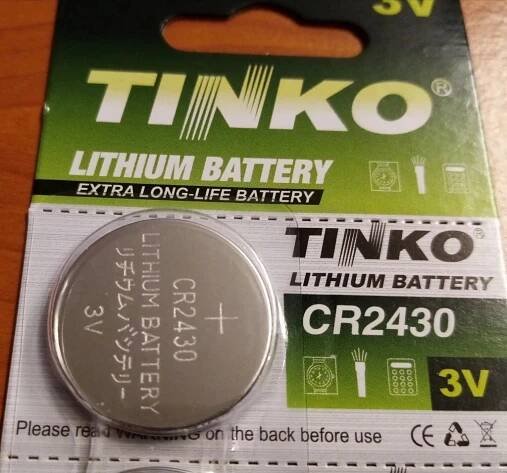 3V
TINKO®
LITHIUM BATTERY
EXTRA LONG-LIFE BATTERY
TINKO
LITHIUM BATTERY
CR2430
3V
CR2430
LITHIUM BATTERY
リチウムバッテリー
3V
Please read WARNING on the back before use
CE